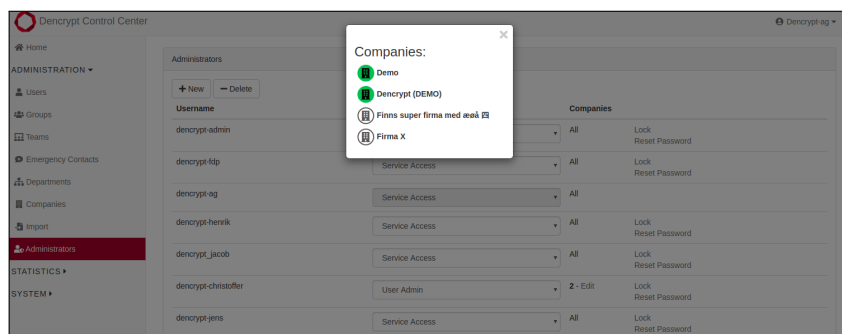 Dencrypt Control Center
Dencrypt-ag
Home
ADMINISTRATION
Users
Groups
Teams
Emergency Contacts
Departments
Companies
Import
Administrators
STATISTICS
SYSTEM
×
Companies:
Demo
Dencrypt (DEMO)
Finns super firma med æøå 四
Firma X
Administrators
+ New
− Delete
Username Companies
dencrypt-admin All Lock
Reset Password
dencrypt-fdp Service Access All Lock
Reset Password
dencrypt-ag Service Access All
dencrypt-henrik Service Access All Lock
Reset Password
dencrypt_jacob Service Access All Lock
Reset Password
dencrypt-christoffer User Admin 2 - Edit Lock
Reset Password
dencrypt-jens Service Access All Lock
Reset Password